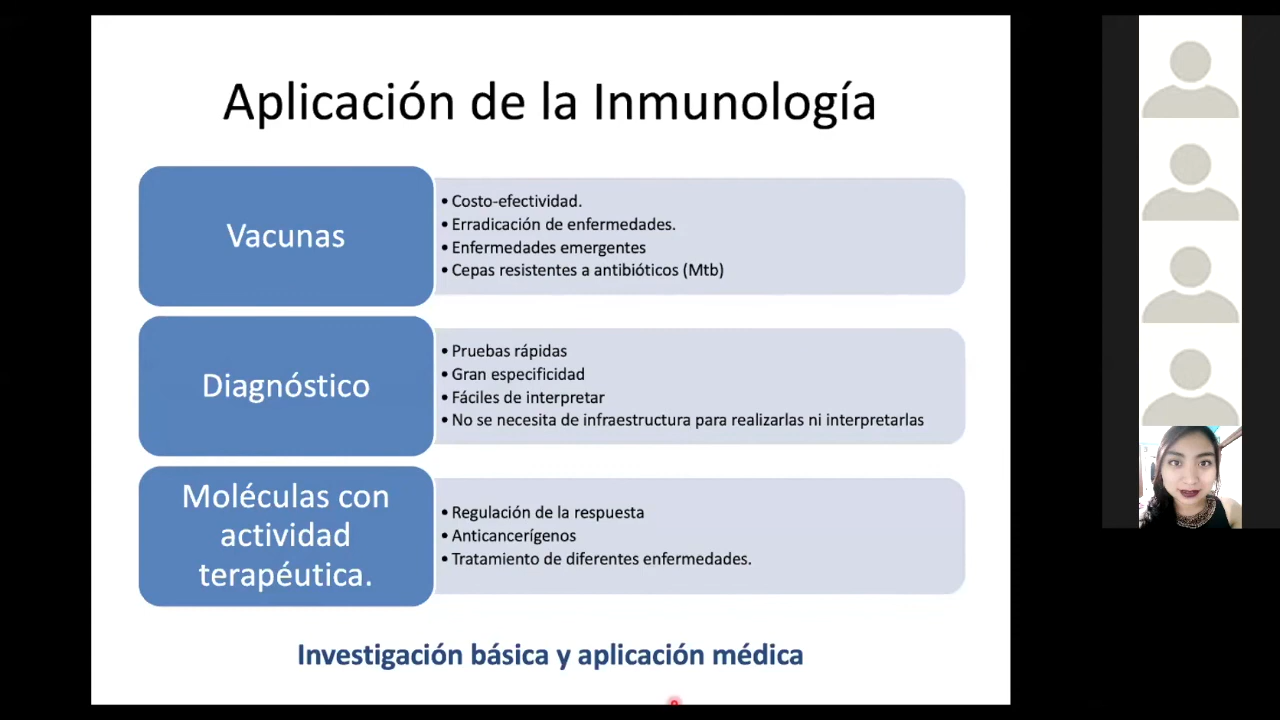 Aplicación de la Inmunología
Vacunas
• Costo-efectividad.
• Erradicación de enfermedades.
• Enfermedades emergentes
• Cepas resistentes a antibióticos (Mtb)
Diagnóstico
• Pruebas rápidas
• Gran especificidad
• Fáciles de interpretar
• No se necesita de infraestructura para realizarlas ni interpretarlas
Moléculas con
actividad
terapéutica.
• Regulación de la respuesta
• Anticancerígenos
• Tratamiento de diferentes enfermedades.
Investigación básica y aplicación médica